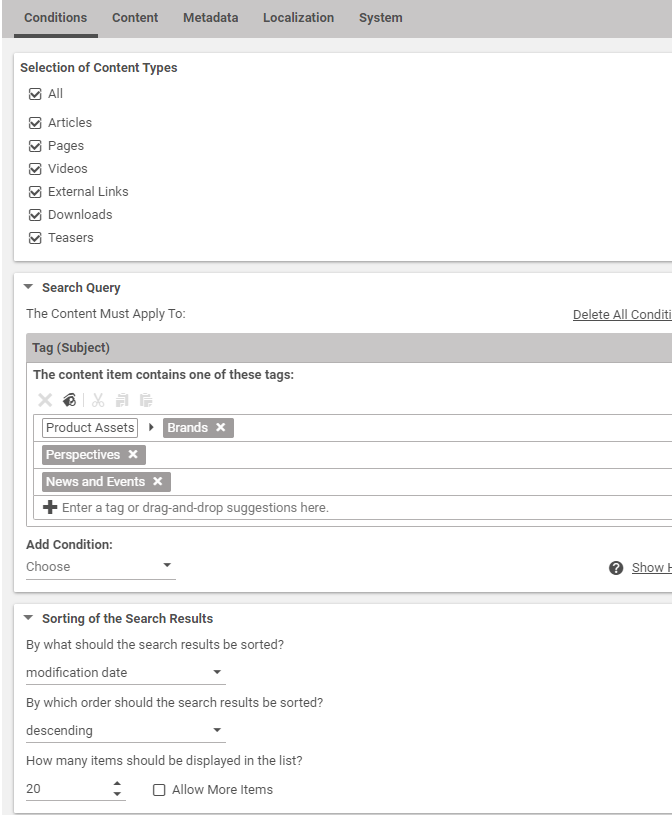 Conditions Content Metadata Localization System
Selection of Content Types
All
Articles
Pages
Videos
External Links
Downloads
Teasers
Search Query
The Content Must Apply To: Delete All Conditi
Tag (Subject)
The content item contains one of these tags:
Product Assets Brands
Perspectives
News and Events
Enter a tag or drag-and-drop suggestions here.
Add Condition:
Choose Show H
Sorting of the Search Results
By what should the search results be sorted?
modification date
By which order should the search results be sorted?
descending
How many items should be displayed in the list?
20 Allow More Items